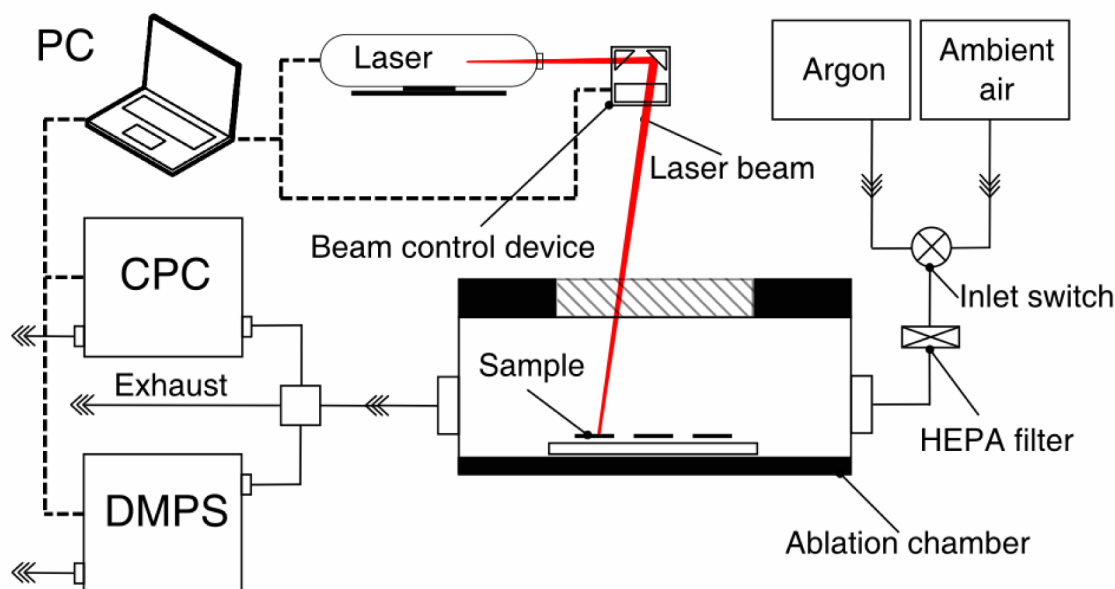 PC
Laser
Argon
Ambient
air
Laser beam
Beam control device
CPC
Inlet switch
Exhaust
Sample
HEPA filter
DMPS
Ablation chamber